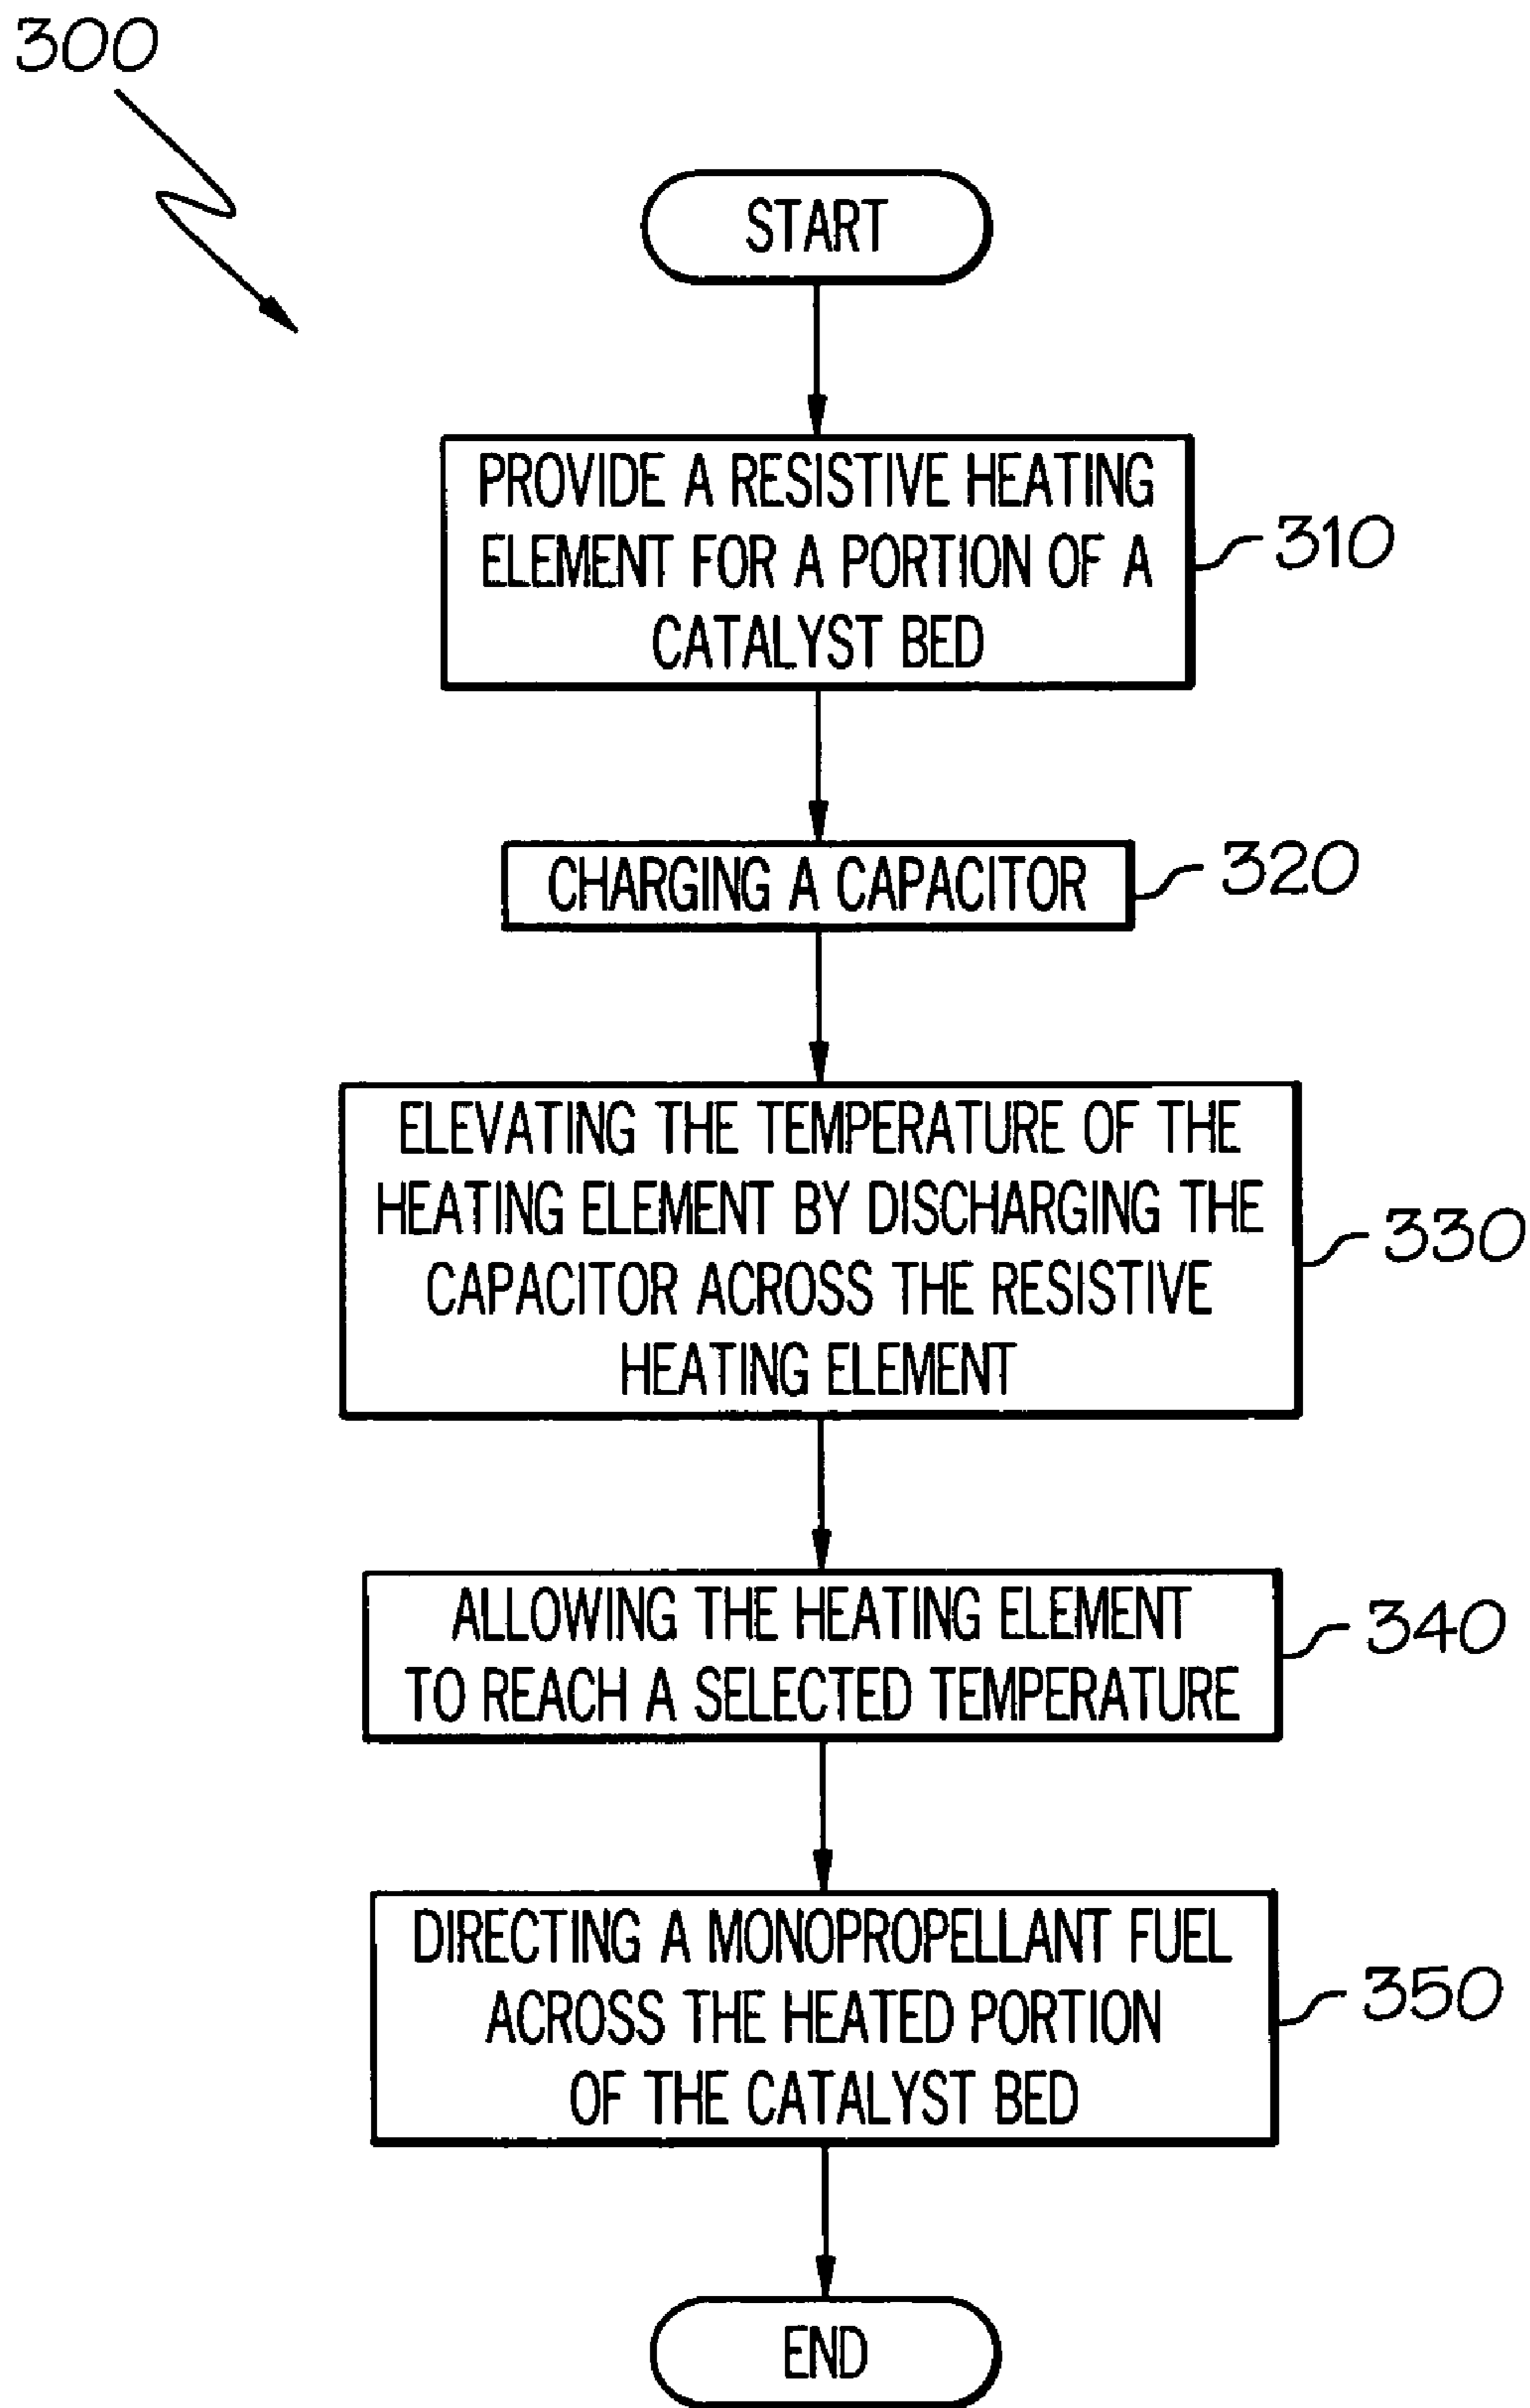 300
START
PROVIDE A RESISTIVE HEATING
ELEMENT FOR A PORTION OF A
CATALYST BED
310
CHARGING A CAPACITOR
320
ELEVATING THE TEMPERATURE OF THE
HEATING ELEMENT BY DISCHARGING THE
CAPACITOR ACROSS THE RESISTIVE
HEATING ELEMENT
330
ALLOWING THE HEATING ELEMENT
TO REACH A SELECTED TEMPERATURE
340
DIRECTING A MONOPROPELLANT FUEL
ACROSS THE HEATED PORTION
OF THE CATALYST BED
350
END